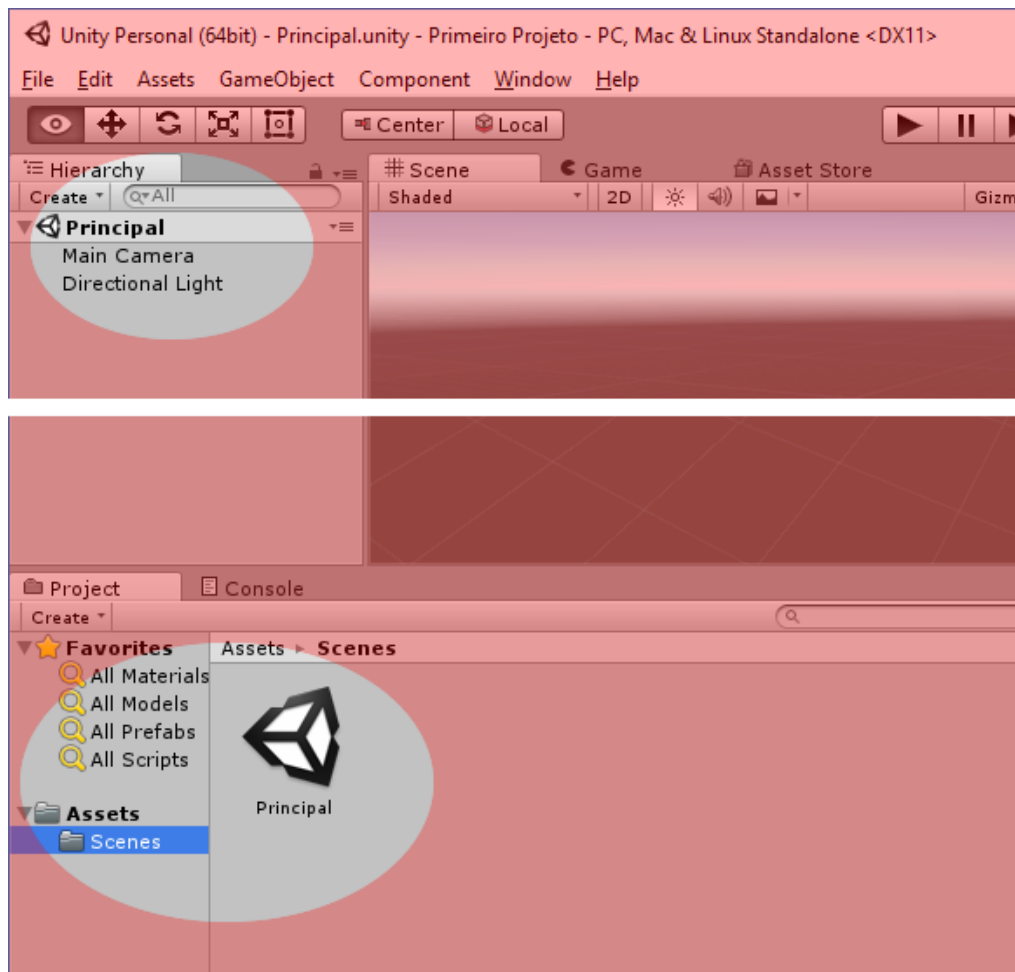 Unity Personal (64bit) - Principal.unity - Primeiro Projeto - PC, Mac & Linux Standalone <DX11>
File Edit Assets GameObject Component Window Help
Center Local
Hierarchy
Scene Game Asset Store
Create All
Shaded 2D
Principal
Main Camera
Directional Light
Project Console
Create
Favorites
Assets Scenes
All Materials
All Models
All Prefabs
All Scripts
Principal
Assets
Scenes